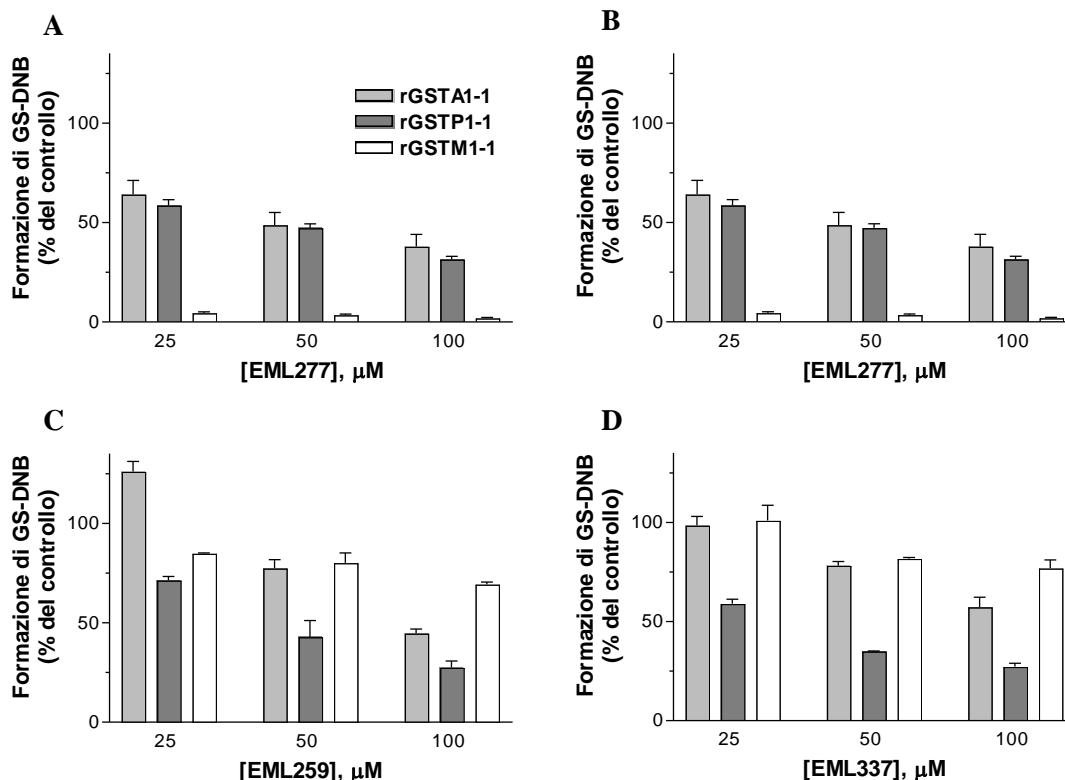 A
Formazione di GS-DNB
(% del controllo)
100
50
0
rGSTA1-1
rGSTP1-1
rGSTM1-1
25 50 100
[EML277], μM
B
Formazione di GS-DNB
(% del controllo)
100
50
0
25 50 100
[EML277], μM
C
Formazione di GS-DNB
(% del controllo)
100
50
0
25 50 100
[EML259], μM
D
Formazione di GS-DNB
(% del controllo)
100
50
0
25 50 100
[EML337], μM